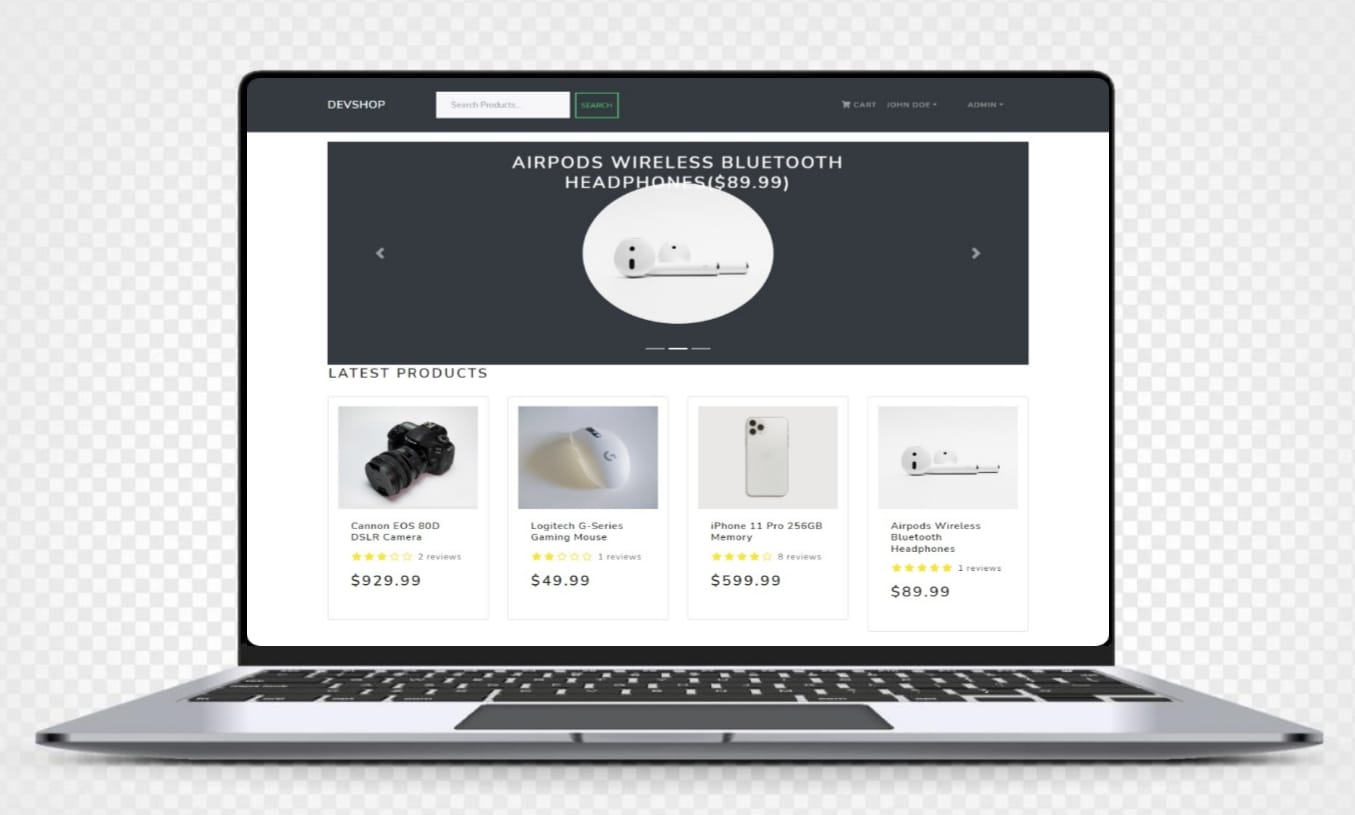 DEVSHOP
Search Products...
SEARCH
CART
JOHN DOE
ADMIN
AIRPODS WIRELESS BLUETOOTH
HEADPHONES($89.99)
LATEST PRODUCTS
Cannon EOS 80D
DSLR Camera
2 reviews
$929.99
Logitech G-Series
Gaming Mouse
1 reviews
$49.99
iPhone 11 Pro 256GB
Memory
8 reviews
$599.99
Airpods Wireless
Bluetooth
Headphones
1 reviews
$89.99